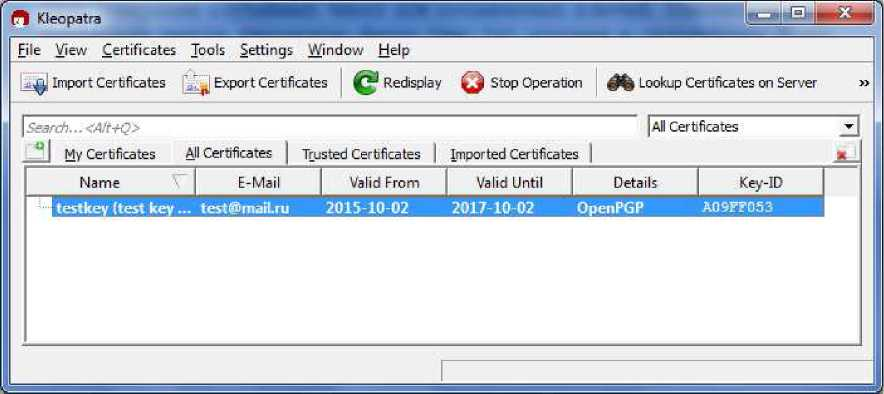 Kleopatra
File View Certificates Tools Settings Window Help
Import Certificates Export Certificates Redisplay Stop Operation Lookup Certificates on Server »
Search...<Alt+Q> All Certificates
My Certificates All Certificates Trusted Certificates Imported Certificates
Name E-Mail Valid From Valid Until Details Key-ID
testkey (test key ... test@mail.ru 2015-10-02 2017-10-02 OpenPGP A09FF053